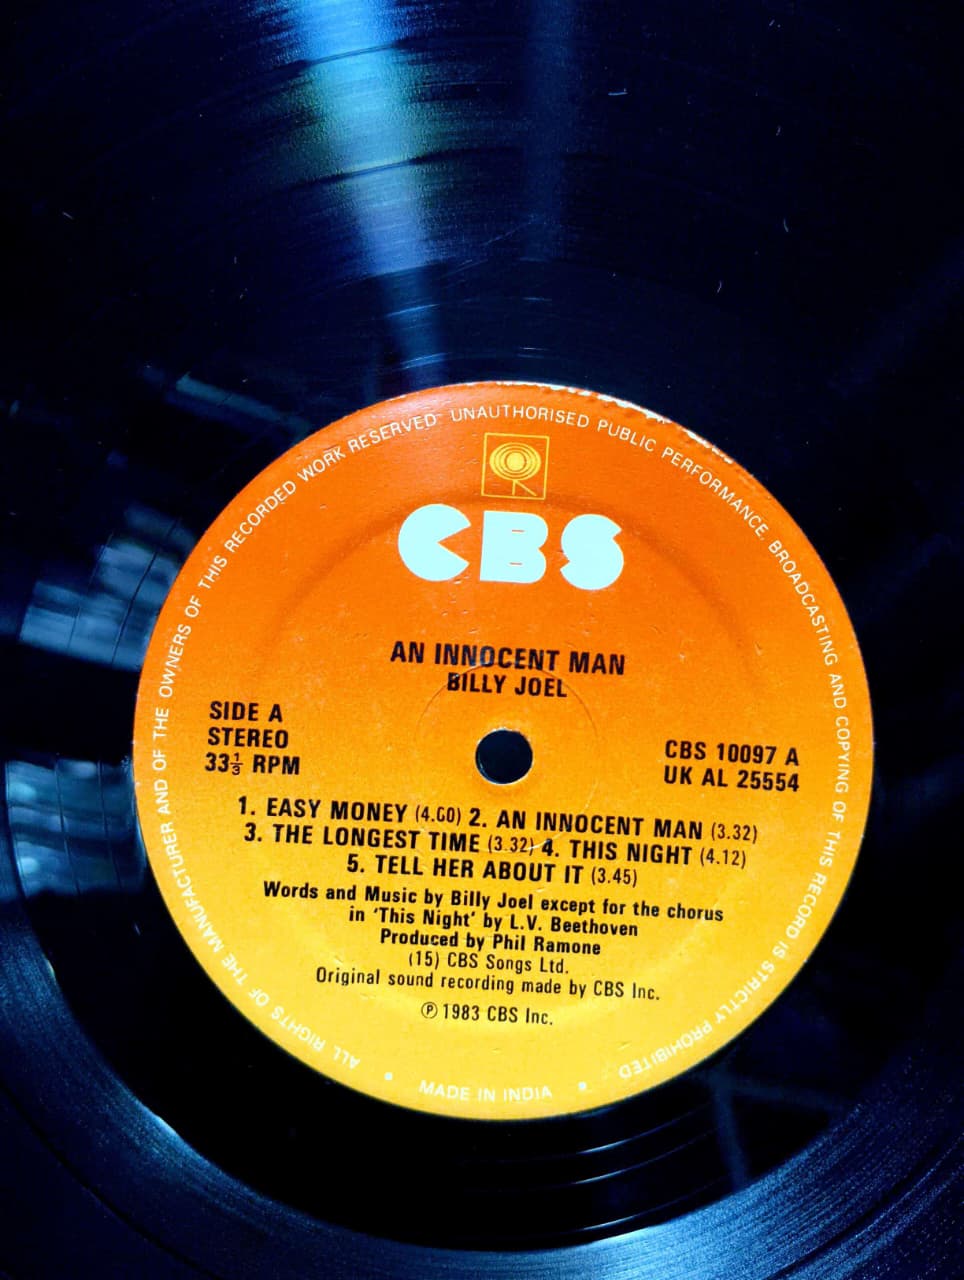 ALL RIGHTS OF THE MANUFACTURER AND OF THE OWNERS OF THIS RECORDED WORK RESERVED UNAUTHORISED PUBLIC PERFORMANCE, BROADCASTING AND COPYING OF THIS RECORD IS STRICTLY PROHIBITED
CBS
AN INNOCENT MAN
BILLY JOEL
SIDE A
STEREO
33⅓ RPM
CBS 10097 A
UK AL 25554
1. EASY MONEY (4.00) 2. AN INNOCENT MAN (3.32)
3. THE LONGEST TIME (3.32) 4. THIS NIGHT (4.12)
5. TELL HER ABOUT IT (3.45)
Words and Music by Billy Joel except for the chorus
in 'This Night' by L.V. Beethoven
Produced by Phil Ramone
(15) CBS Songs Ltd.
Original sound recording made by CBS Inc.
℗ 1983 CBS Inc.
• MADE IN INDIA •